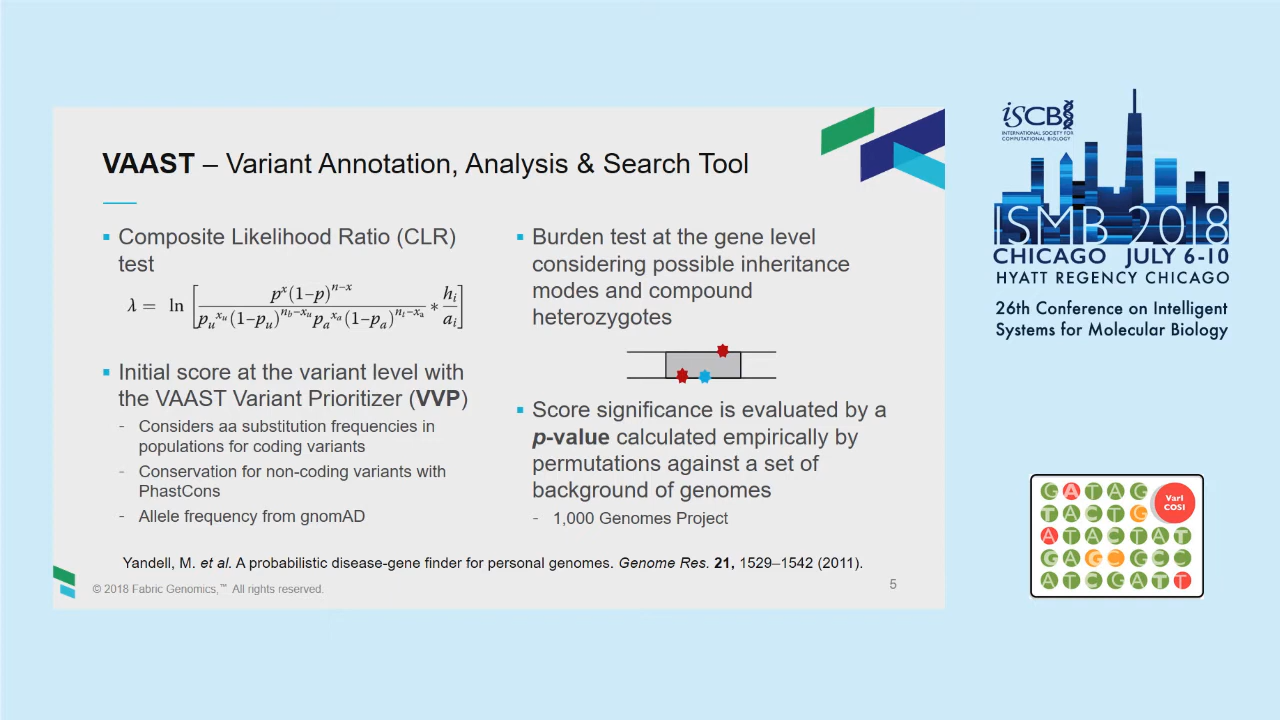 VAAST – Variant Annotation, Analysis & Search Tool
▪ Composite Likelihood Ratio (CLR)
test
λ = ln [ p^x(1–p)^{n–x} / p_u^{x_u}(1–p_u)^{n_b–x_u} p_a^{x_a}(1–p_a)^{n_t–x_a} * h_i / a_i ]
▪ Initial score at the variant level with
the VAAST Variant Prioritizer (VVP)
- Considers aa substitution frequencies in
populations for coding variants
- Conservation for non-coding variants with
PhastCons
- Allele frequency from gnomAD
▪ Burden test at the gene level
considering possible inheritance
modes and compound
heterozygotes
▪ Score significance is evaluated by a
p-value calculated empirically by
permutations against a set of
background of genomes
- 1,000 Genomes Project
Yandell, M. et al. A probabilistic disease-gene finder for personal genomes. Genome Res. 21, 1529–1542 (2011).
© 2018 Fabric Genomics,™ All rights reserved.
5
iSCB
INTERNATIONAL SOCIETY FOR
COMPUTATIONAL BIOLOGY
ISMB 2018
CHICAGO JULY 6-10
HYATT REGENCY CHICAGO
26th Conference on Intelligent
Systems for Molecular Biology
GATAG
Vari
COSI
TACTG
ATACTAT
GAGCGCC
ATCGATT